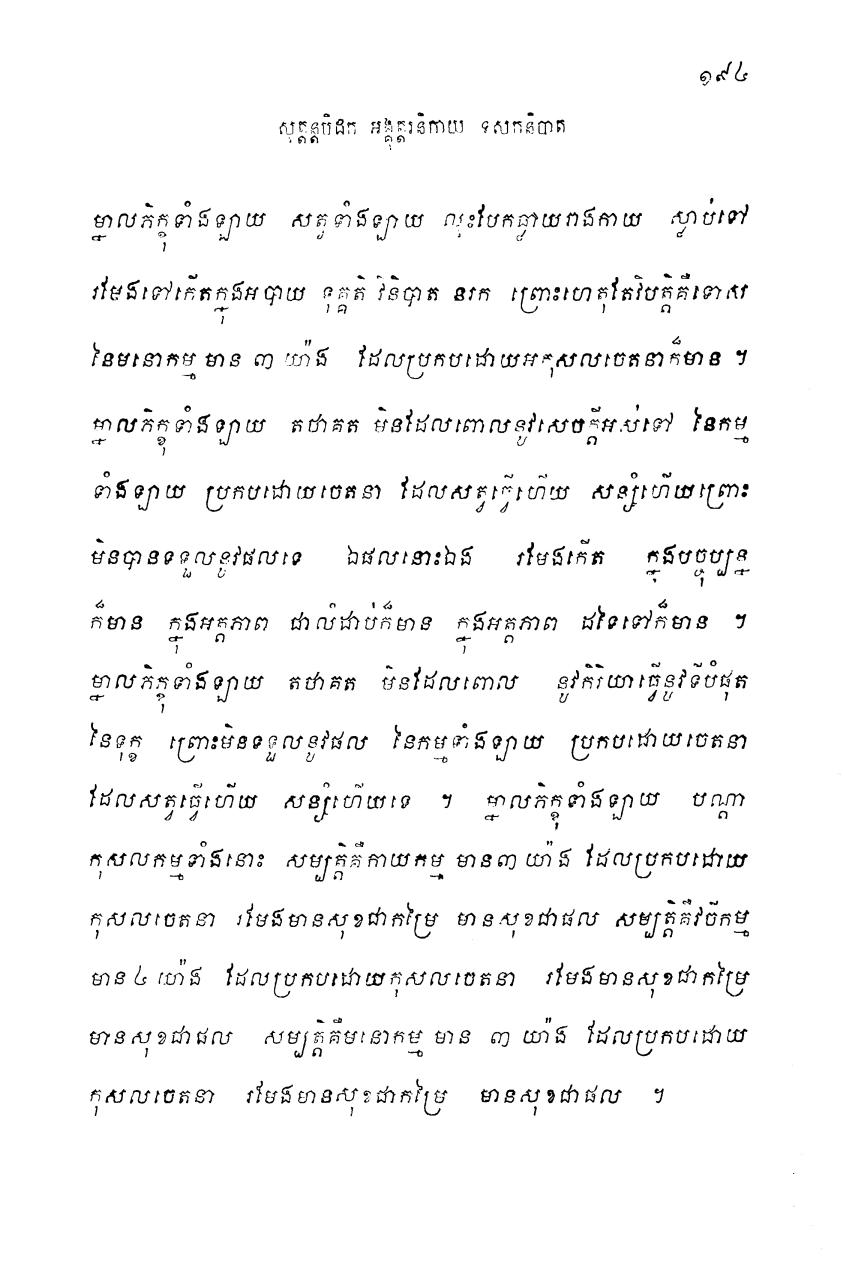 ១៩៤
សុត្តន្តបិដក អង្គុត្តរនិកាយ ទសកនិបាត
ម្នាលភិក្ខុទាំងឡាយ សត្វទាំងឡាយ លុះបែកធ្លាយរាងកាយ ស្លាប់ទៅ
រមែងទៅកើតក្នុងអបាយ ទុគ្គតិ វិនិបាត នរក ព្រោះហេតុតែវិបត្តិគឺទោស
នៃមនោកម្ម មាន ៣ យ៉ាង ដែលប្រកបដោយអកុសលចេតនាក៏មាន ។
ម្នាលភិក្ខុទាំងឡាយ តថាគត មិនដែលពោលនូវសេចក្តីអស់ទៅ នៃកម្ម
ទាំងឡាយ ប្រកបដោយចេតនា ដែលសត្វធ្វើហើយ សន្សំហើយព្រោះ
មិនបានទទួលនូវផលទេ ឯផលនោះឯង រមែងកើត ក្នុងបច្ចុប្បន្ន
ក៏មាន ក្នុងអត្តភាព ជាលំដាប់ក៏មាន ក្នុងអត្តភាព ដទៃទៅក៏មាន ។
ម្នាលភិក្ខុទាំងឡាយ តថាគត មិនដែលពោល នូវកិរិយាធ្វើនូវទីបំផុត
នៃទុក្ខ ព្រោះមិនទទួលនូវផល នៃកម្មទាំងឡាយ ប្រកបដោយចេតនា
ដែលសត្វធ្វើហើយ សន្សំហើយទេ ។ ម្នាលភិក្ខុទាំងឡាយ បណ្តា
កុសលកម្មទាំងនោះ សម្បត្តិគឺកាយកម្ម មាន៣ យ៉ាង ដែលប្រកបដោយ
កុសលចេតនា រមែងមានសុខជាកម្រៃ មានសុខជាផល សម្បត្តិគឺវចីកម្ម
មាន ៤ យ៉ាង ដែលប្រកបដោយកុសលចេតនា រមែងមានសុខជាកម្រៃ
មានសុខជាផល សម្បត្តិគឺមនោកម្ម មាន ៣ យ៉ាង ដែលប្រកបដោយ
កុសលចេតនា រមែងមានសុខជាកម្រៃ មានសុខជាផល ។